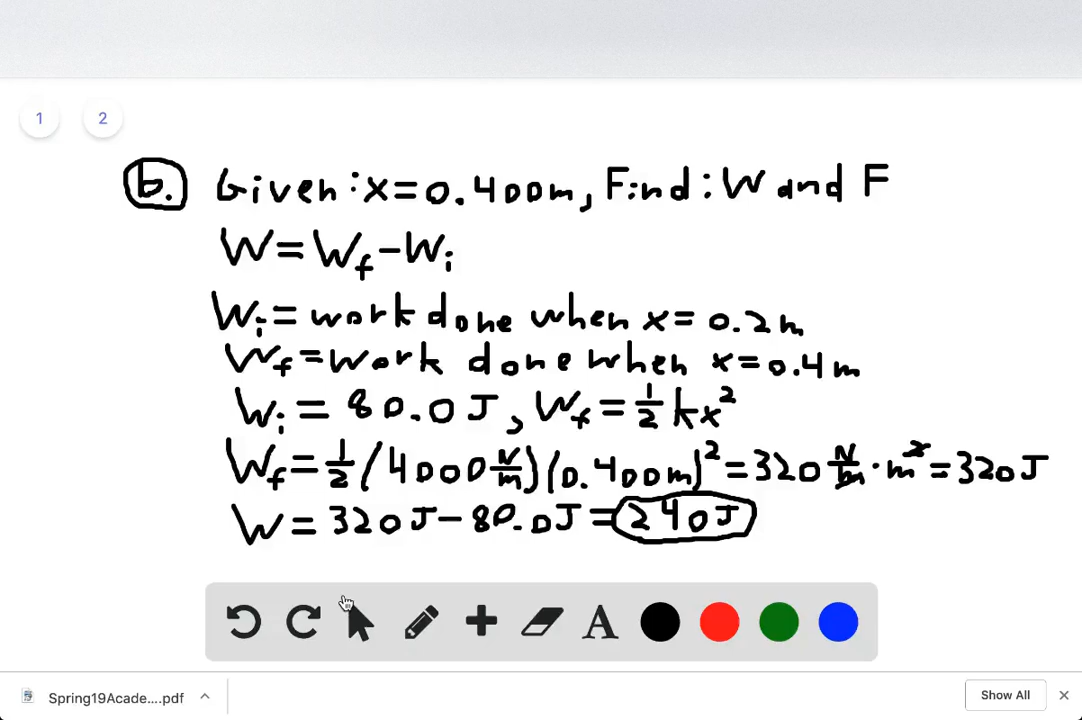 1 2
b. Given: x=0.400m, Find: W and F
W=Wf-Wi
Wi= work done when x=0.2m
Wf=work done when x=0.4m
Wi=80.0J, Wf=½kx²
Wf=½(4000 N/m)(0.400m)²=320 N/m·m²=320J
W=320J-80.0J=240J
A
Spring19Acade....pdf Show All